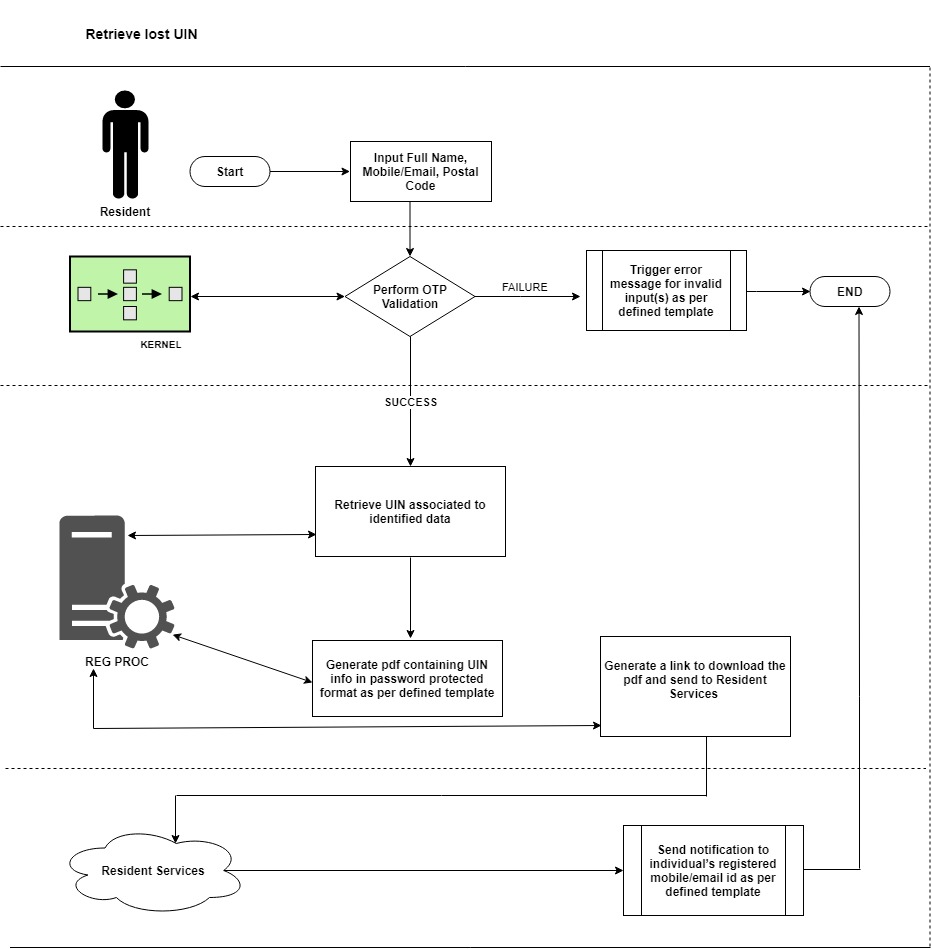 Retrieve lost UIN
Resident
Start
Input Full Name,
Mobile/Email, Postal
Code
KERNEL
Perform OTP
Validation
FAILURE
Trigger error
message for invalid
input(s) as per
defined template
END
SUCCESS
Retrieve UIN associated to
identified data
REG PROC
Generate pdf containing UIN
info in password protected
format as per defined template
Generate a link to download the
pdf and send to Resident
Services
Resident Services
Send notification to
individual's registered
mobile/email id as per
defined template